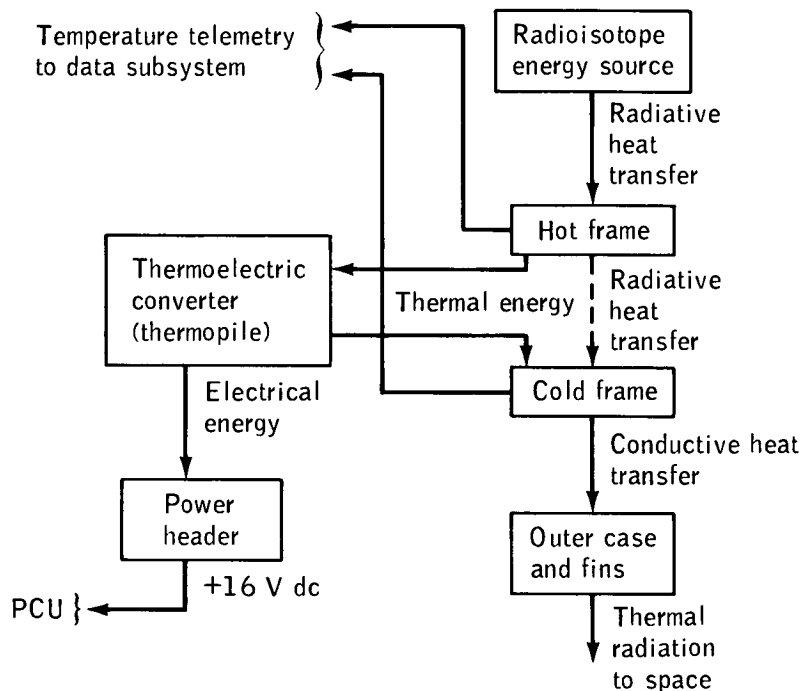 Temperature telemetry
to data subsystem
Radioisotope
energy source
Radiative
heat
transfer
Hot frame
Thermoelectric
converter
(thermopile)
Thermal energy
Radiative
heat
transfer
Cold frame
Electrical
energy
Conductive heat
transfer
Power
header
Outer case
and fins
+16 V dc
PCU
Thermal
radiation
to space